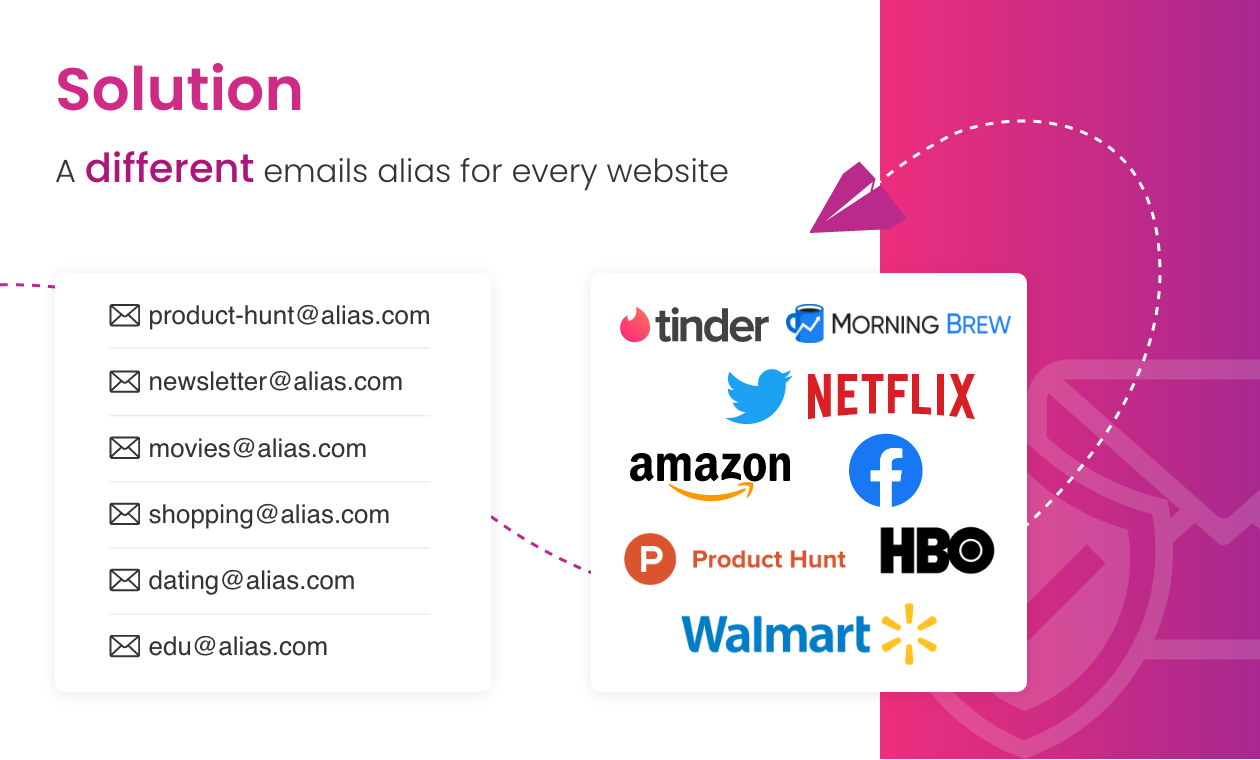 Solution
A different emails alias for every website
product-hunt@alias.com
newsletter@alias.com
movies@alias.com
shopping@alias.com
dating@alias.com
edu@alias.com
tinder MORNING BREW
NETFLIX
amazon
P Product Hunt HBO
Walmart